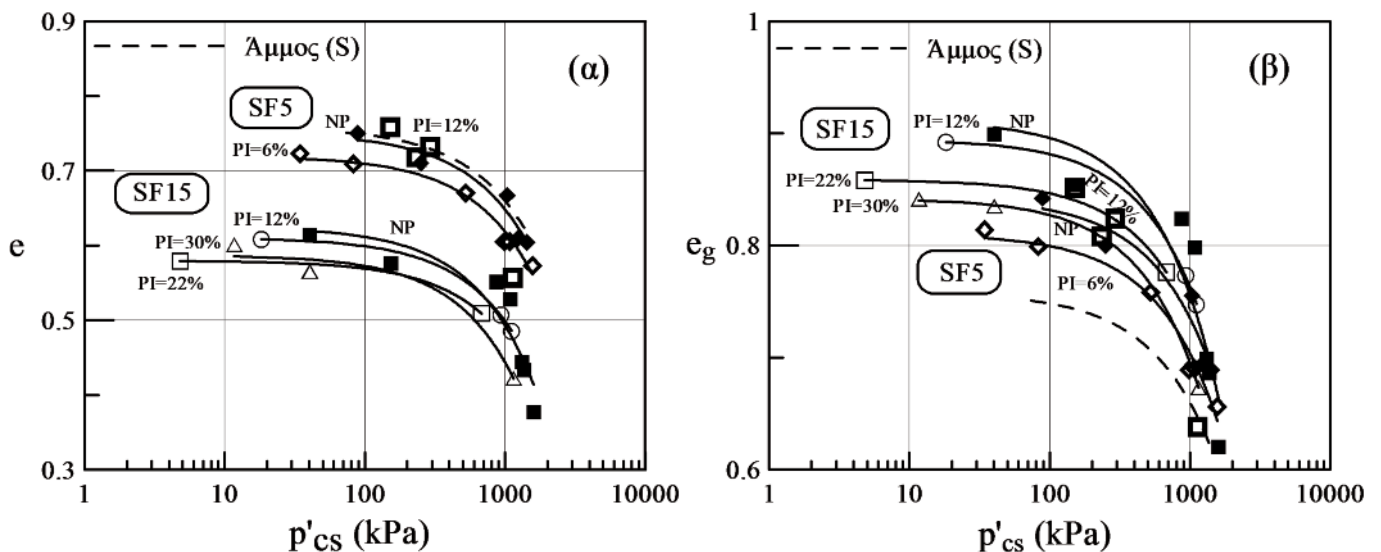 0.9
Άμμος (S)
(α)
SF5
NP
PI=12%
PI=6%
0.7
SF15
PI=12%
NP
PI=30%
e
PI=22%
0.5
0.3
1
10
100
1000
10000
p'cs (kPa)
1
Άμμος (S)
(β)
NP
SF15
PI=12%
0.9
PI=22%
PI=12%
PI=30%
NP
eg
0.8
SF5
PI=6%
0.6
1
10
100
1000
10000
p'cs (kPa)